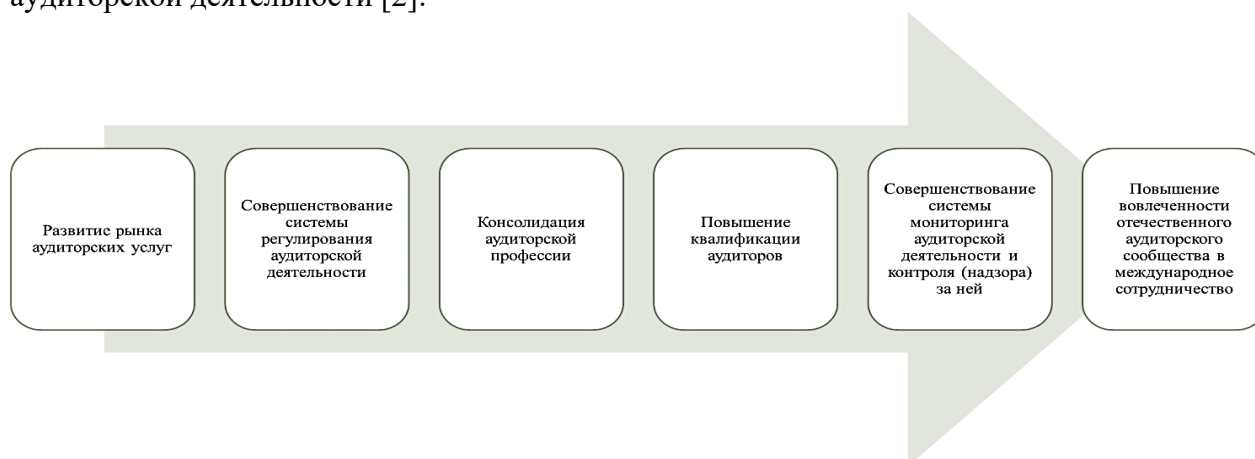 аудиторской деятельности [2].
Развитие рынка
аудиторских услуг
Совершенствование
системы
регулирования
аудиторской
деятельности
Консолидация
аудиторской
профессии
Повышение
квалификации
аудиторов
Совершенствование
системы
мониторинга
аудиторской
деятельности и
контроля (надзора)
за ней
Повышение
вовлеченности
отечественного
аудиторского
сообщества в
международное
сотрудничество